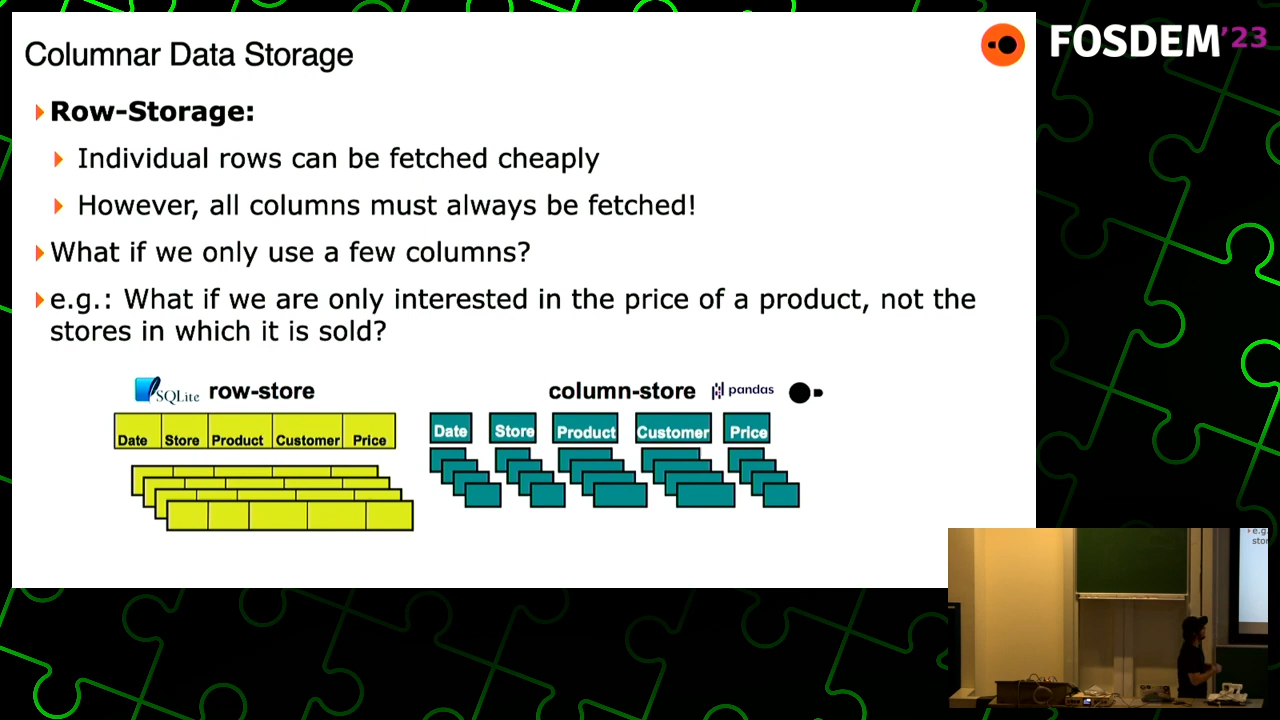 Columnar Data Storage
FOSDEM'23
Row-Storage:
Individual rows can be fetched cheaply
However, all columns must always be fetched!
What if we only use a few columns?
e.g.: What if we are only interested in the price of a product, not the
stores in which it is sold?
SQLite row-store
Date Store Product Customer Price
column-store pandas
Date Store Product Customer Price
e.g.
stor